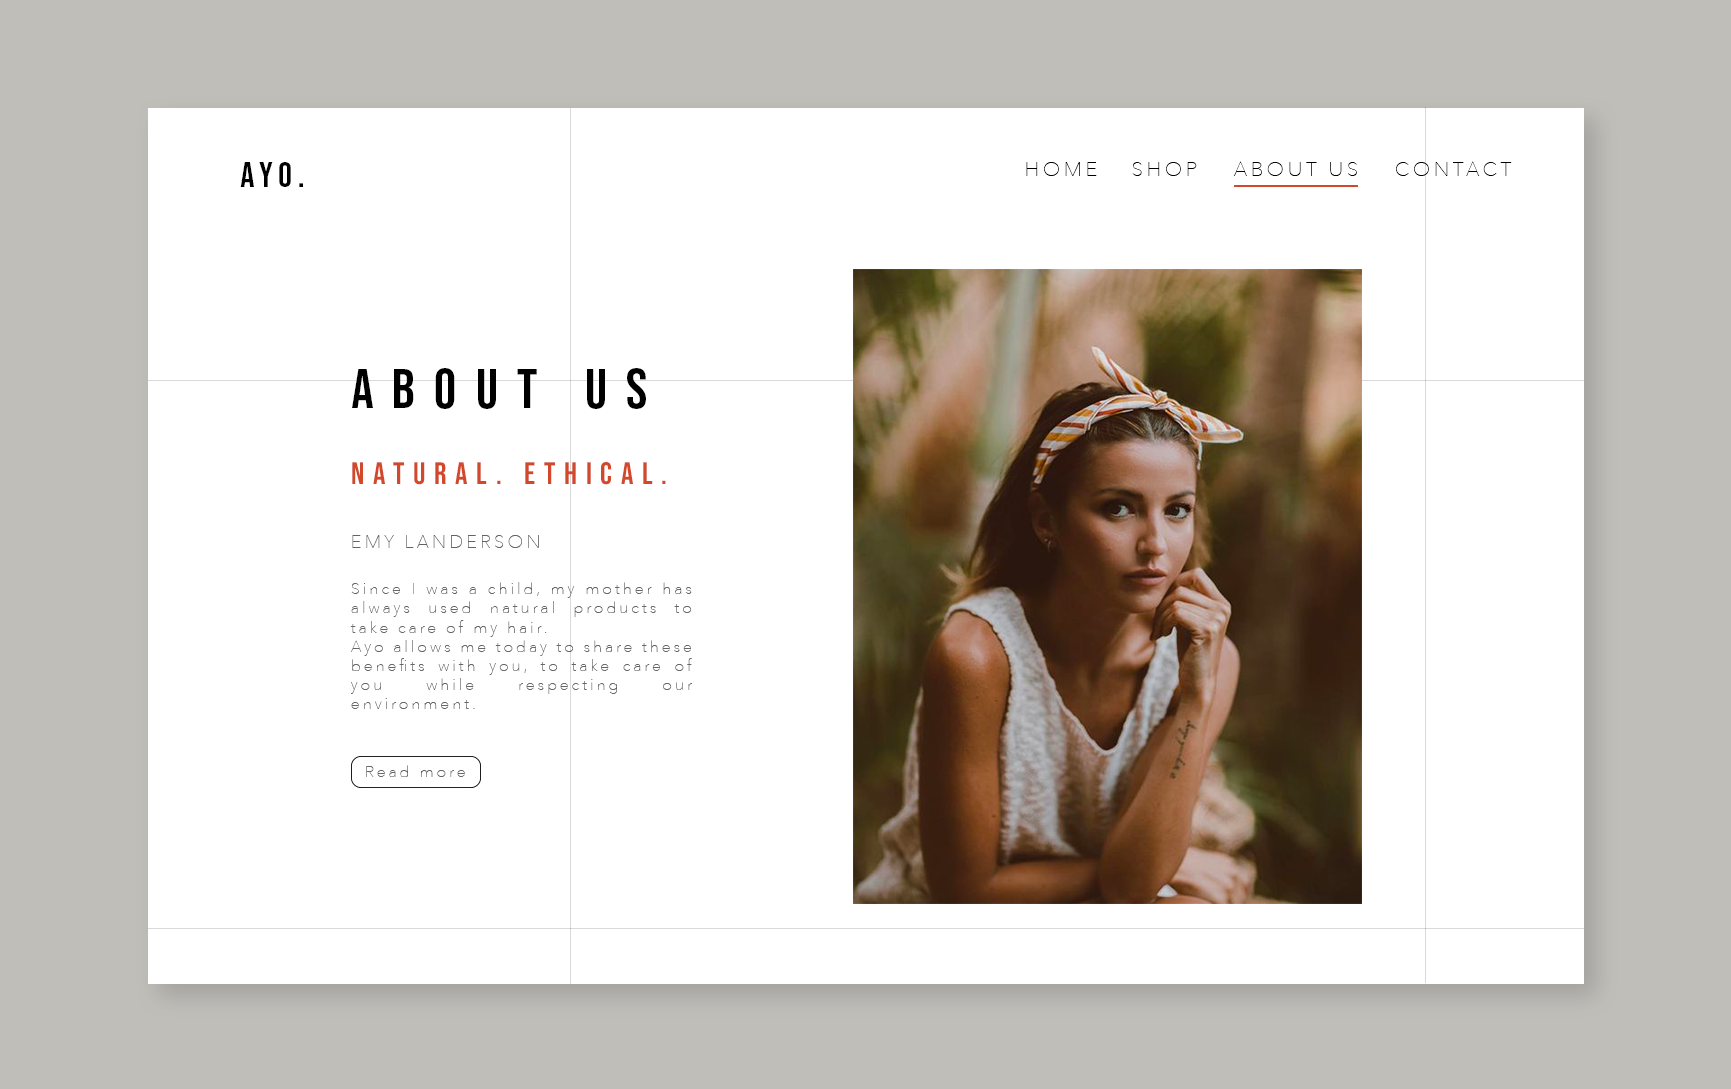 AYO.
HOME SHOP ABOUT US CONTACT
ABOUT US
NATURAL. ETHICAL.
EMY LANDERSON
Since I was a child, my mother has
always used natural products to
take care of my hair.
Ayo allows me today to share these
benefits with you, to take care of
you while respecting our
environment.
Read more